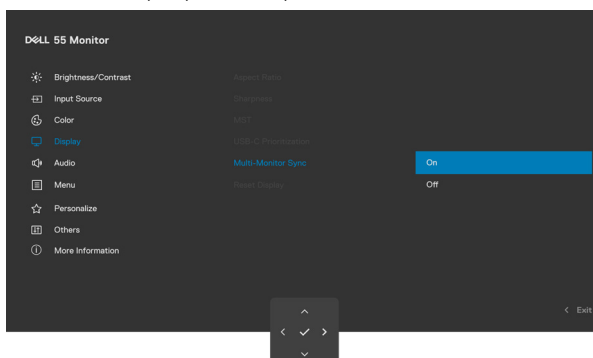 DELL 55 Monitor
Brightness/Contrast
Aspect Ratio
Input Source
Sharpness
Color
MST
Display
USB-C Prioritization
Audio
Multi-Monitor Sync
On
Menu
Reset Display
Off
Personalize
Others
More Information
Exit